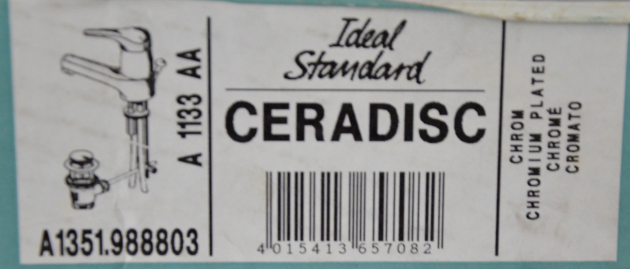 A 1133 AA
A1351.988803
Ideal
Standard
CERADISC
4 015413 657082
CHROM
CHROMIUM PLATED
CHROMÉ
CROMATO